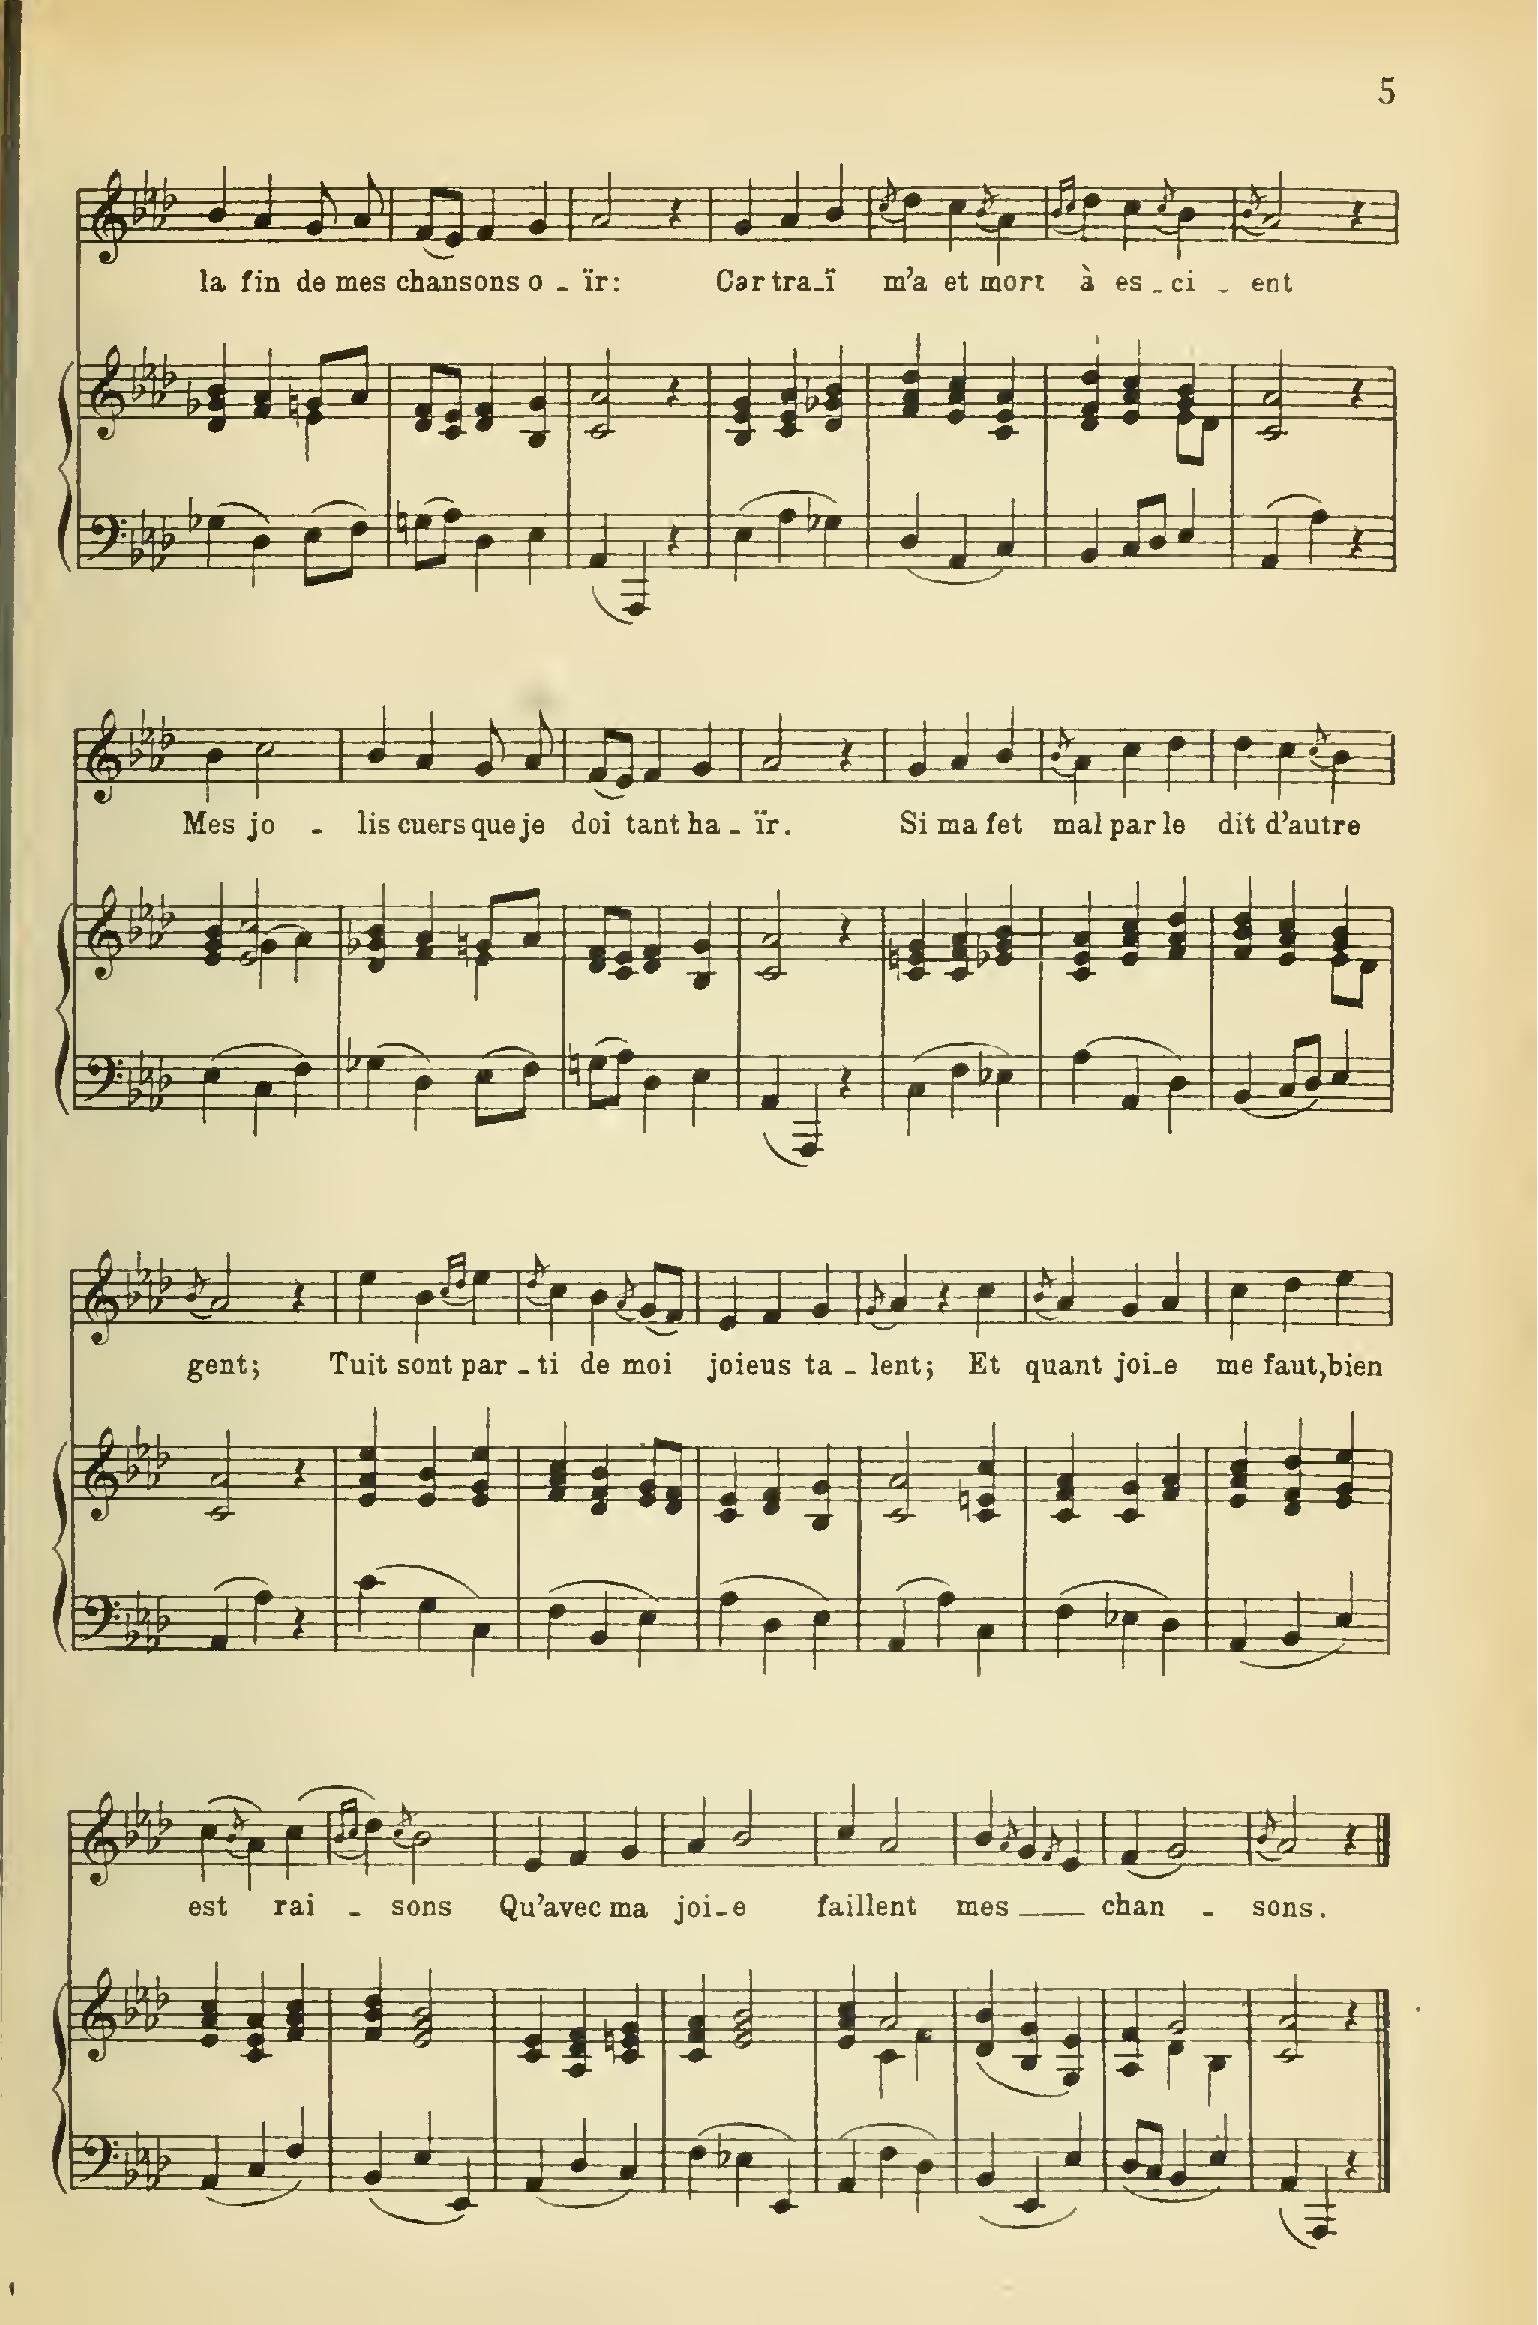 5
la fin de mes chansons o - ïr: Car tra-ï m'a et mort à es - ci - ent
Mes jo - lis cuers que je doi tant ha - ïr. Si ma fet mal par le dit d'autre
gent; Tuit sont par - ti de moi joieus ta - lent; Et quant joi-e me faut, bien
est rai - sons Qu'avec ma joi-e faillent mes ___ chan - sons.